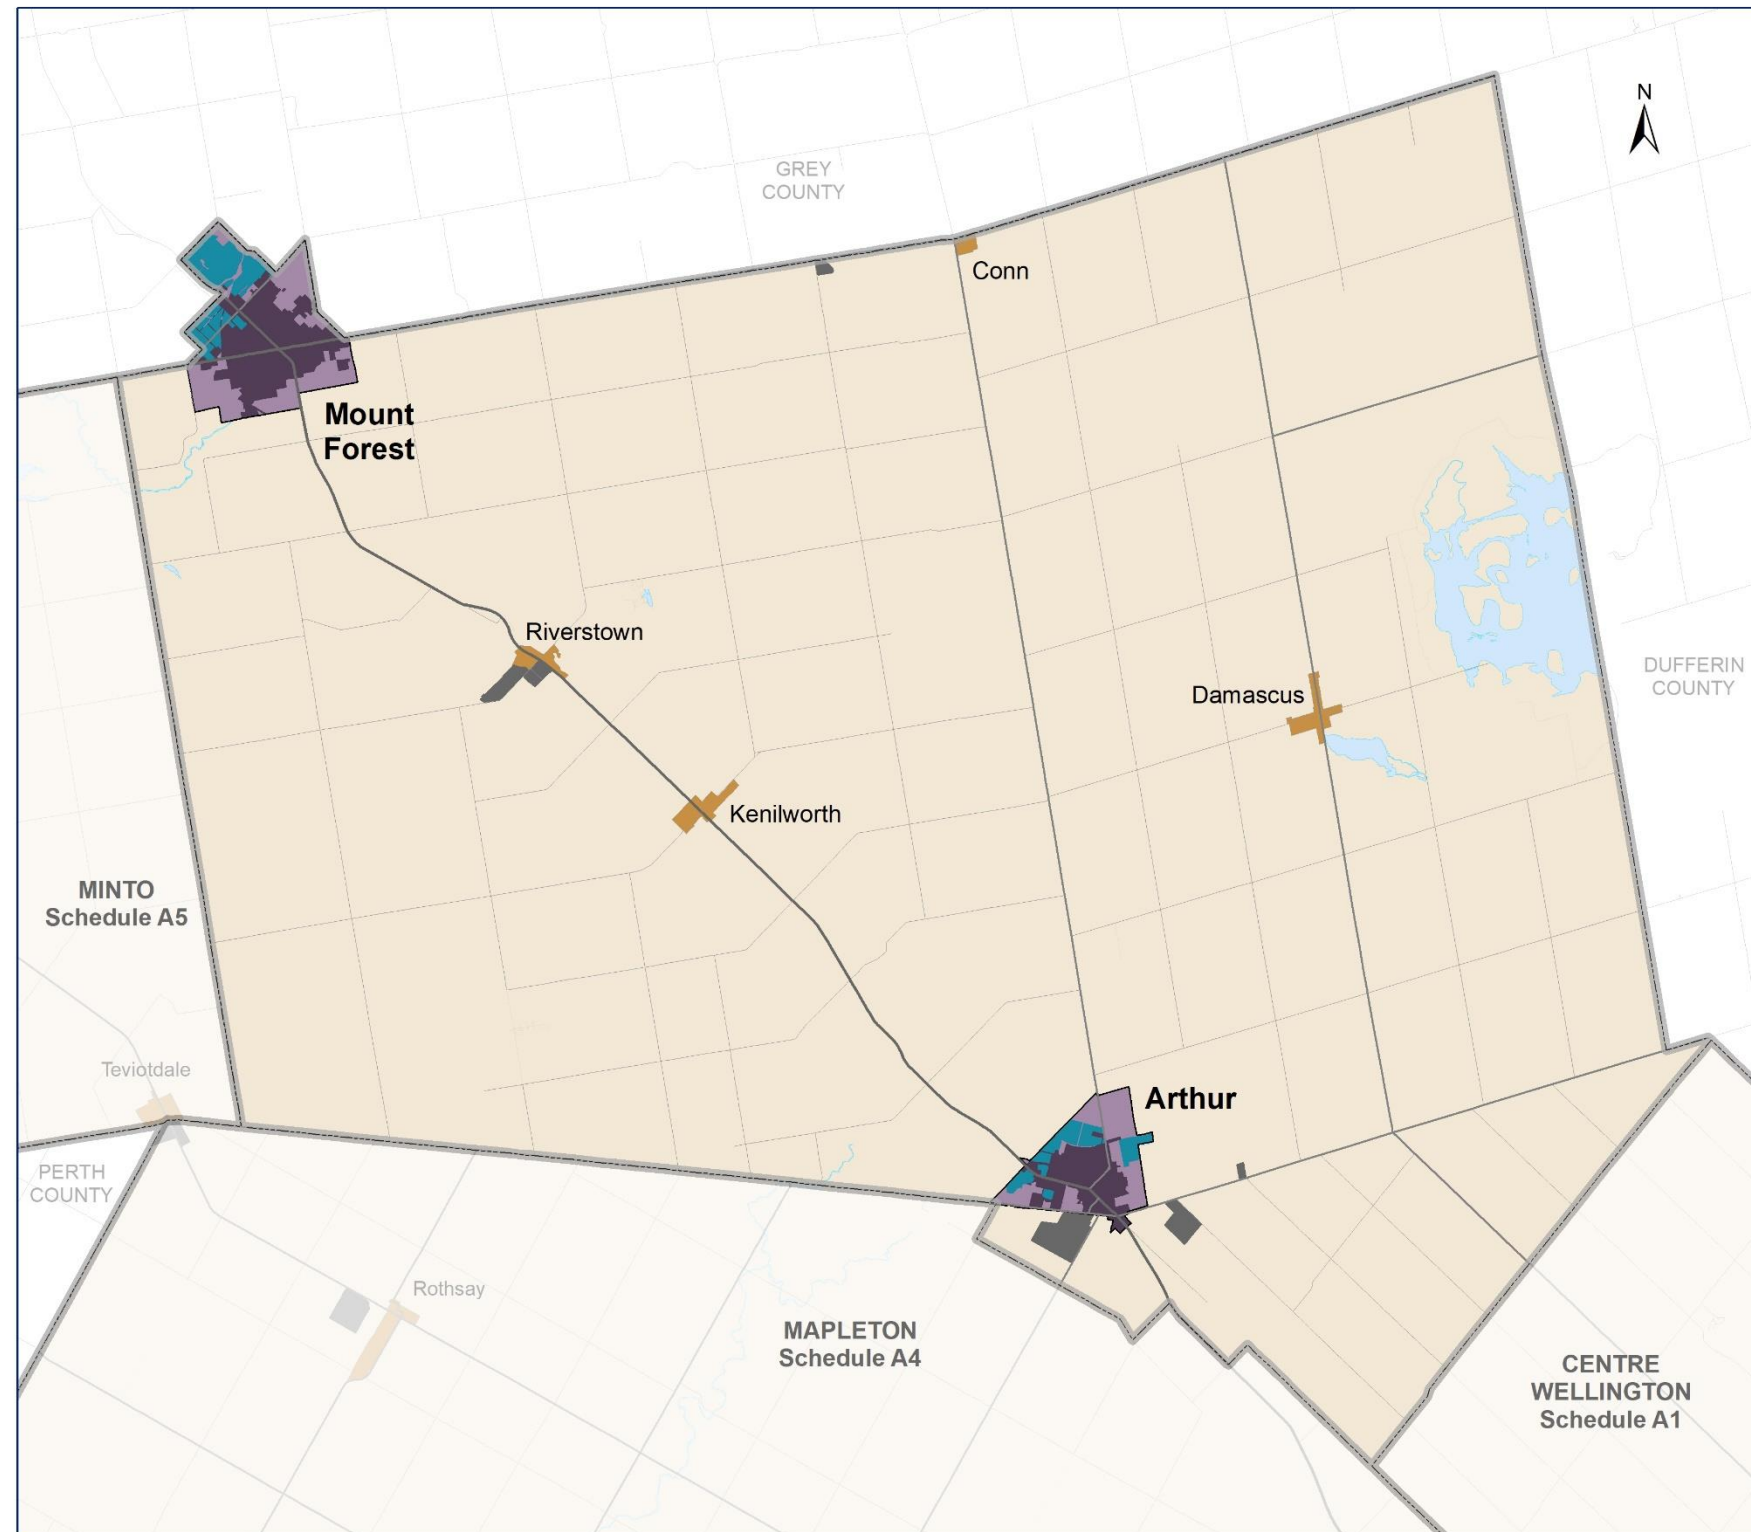 N
GREY
COUNTY
Conn
Mount
Forest
Riverstown
DUFFERIN
COUNTY
Damascus
Kenilworth
MINTO
Schedule A5
Teviotdale
Arthur
PERTH
COUNTY
Rothsay
MAPLETON
Schedule A4
CENTRE
WELLINGTON
Schedule A1